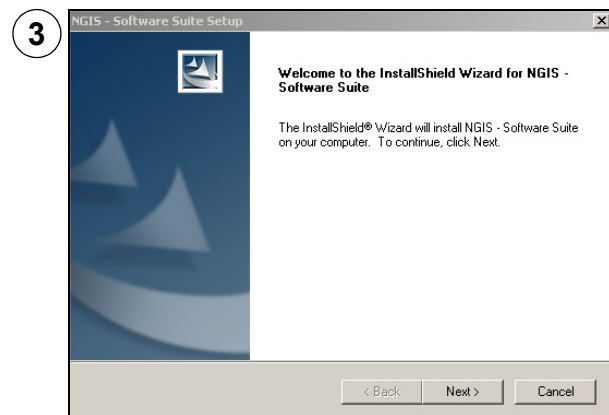 3
NGIS - Software Suite Setup
Welcome to the InstallShield Wizard for NGIS -
Software Suite
The InstallShield® Wizard will install NGIS - Software Suite
on your computer.  To continue, click Next.
< Back
Next >
Cancel